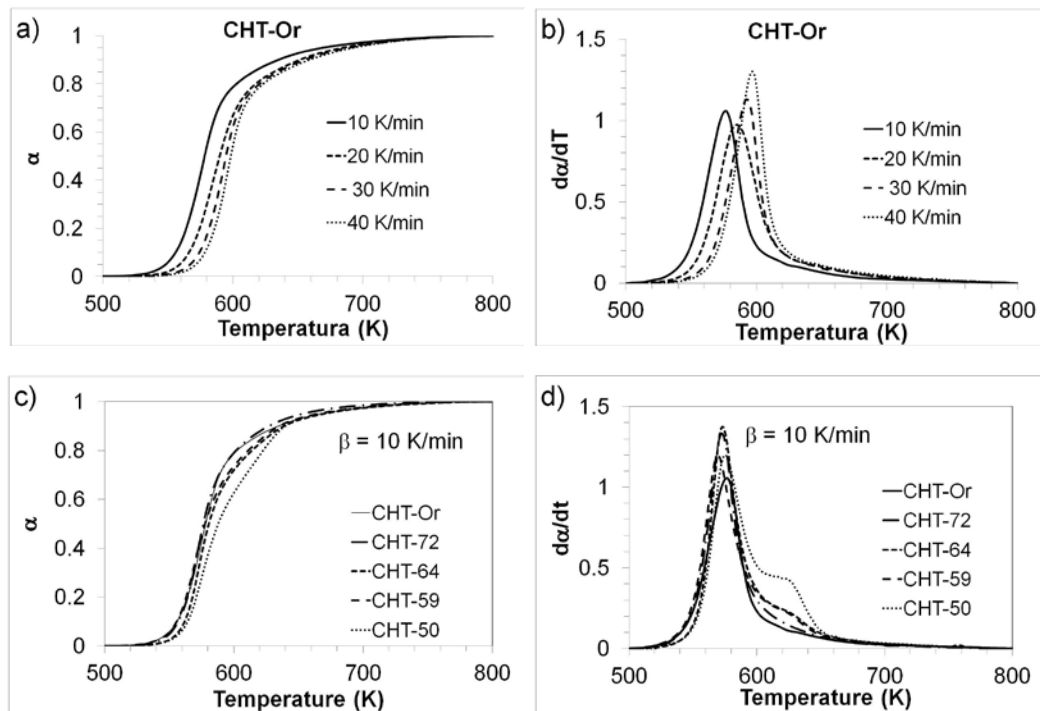 a)
CHT-Or
α
1
0.8
0.6
0.4
0.2
0
10 K/min
20 K/min
30 K/min
40 K/min
500
600
700
800
Temperatura (K)
b)
CHT-Or
dα/dT
1.5
1
0.5
0
10 K/min
20 K/min
30 K/min
40 K/min
500
600
700
800
Temperatura (K)
c)
α
1
0.8
0.6
0.4
0.2
0
β = 10 K/min
CHT-Or
CHT-72
CHT-64
CHT-59
CHT-50
500
600
700
800
Temperature (K)
d)
dα/dt
1.5
1
0.5
0
β = 10 K/min
CHT-Or
CHT-72
CHT-64
CHT-59
CHT-50
500
600
700
800
Temperature (K)